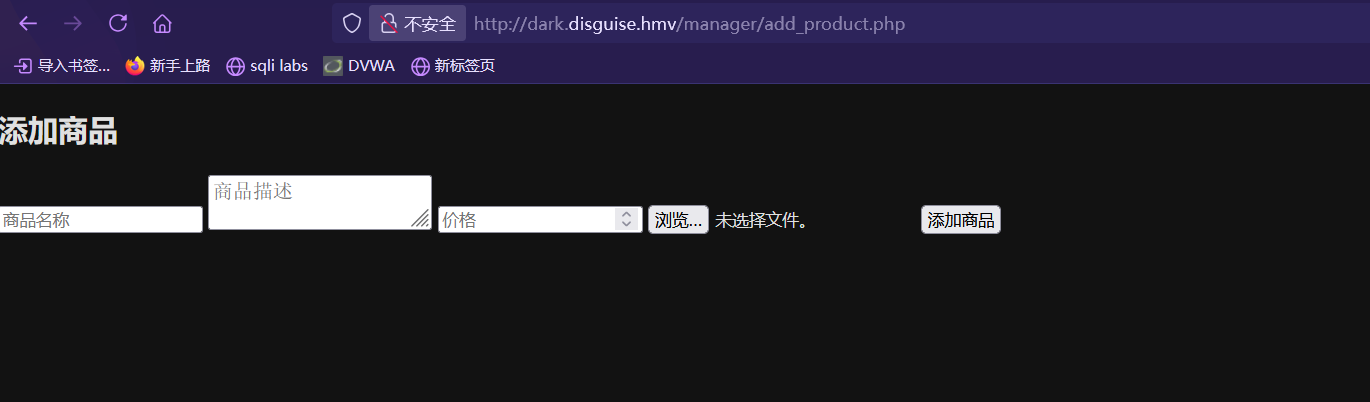 不安全 http://dark.disguise.hmv/manager/add_product.php
导入书签... 新手上路 sqli labs DVWA 新标签页
添加商品
商品名称 商品描述 价格 浏览... 未选择文件。 添加商品